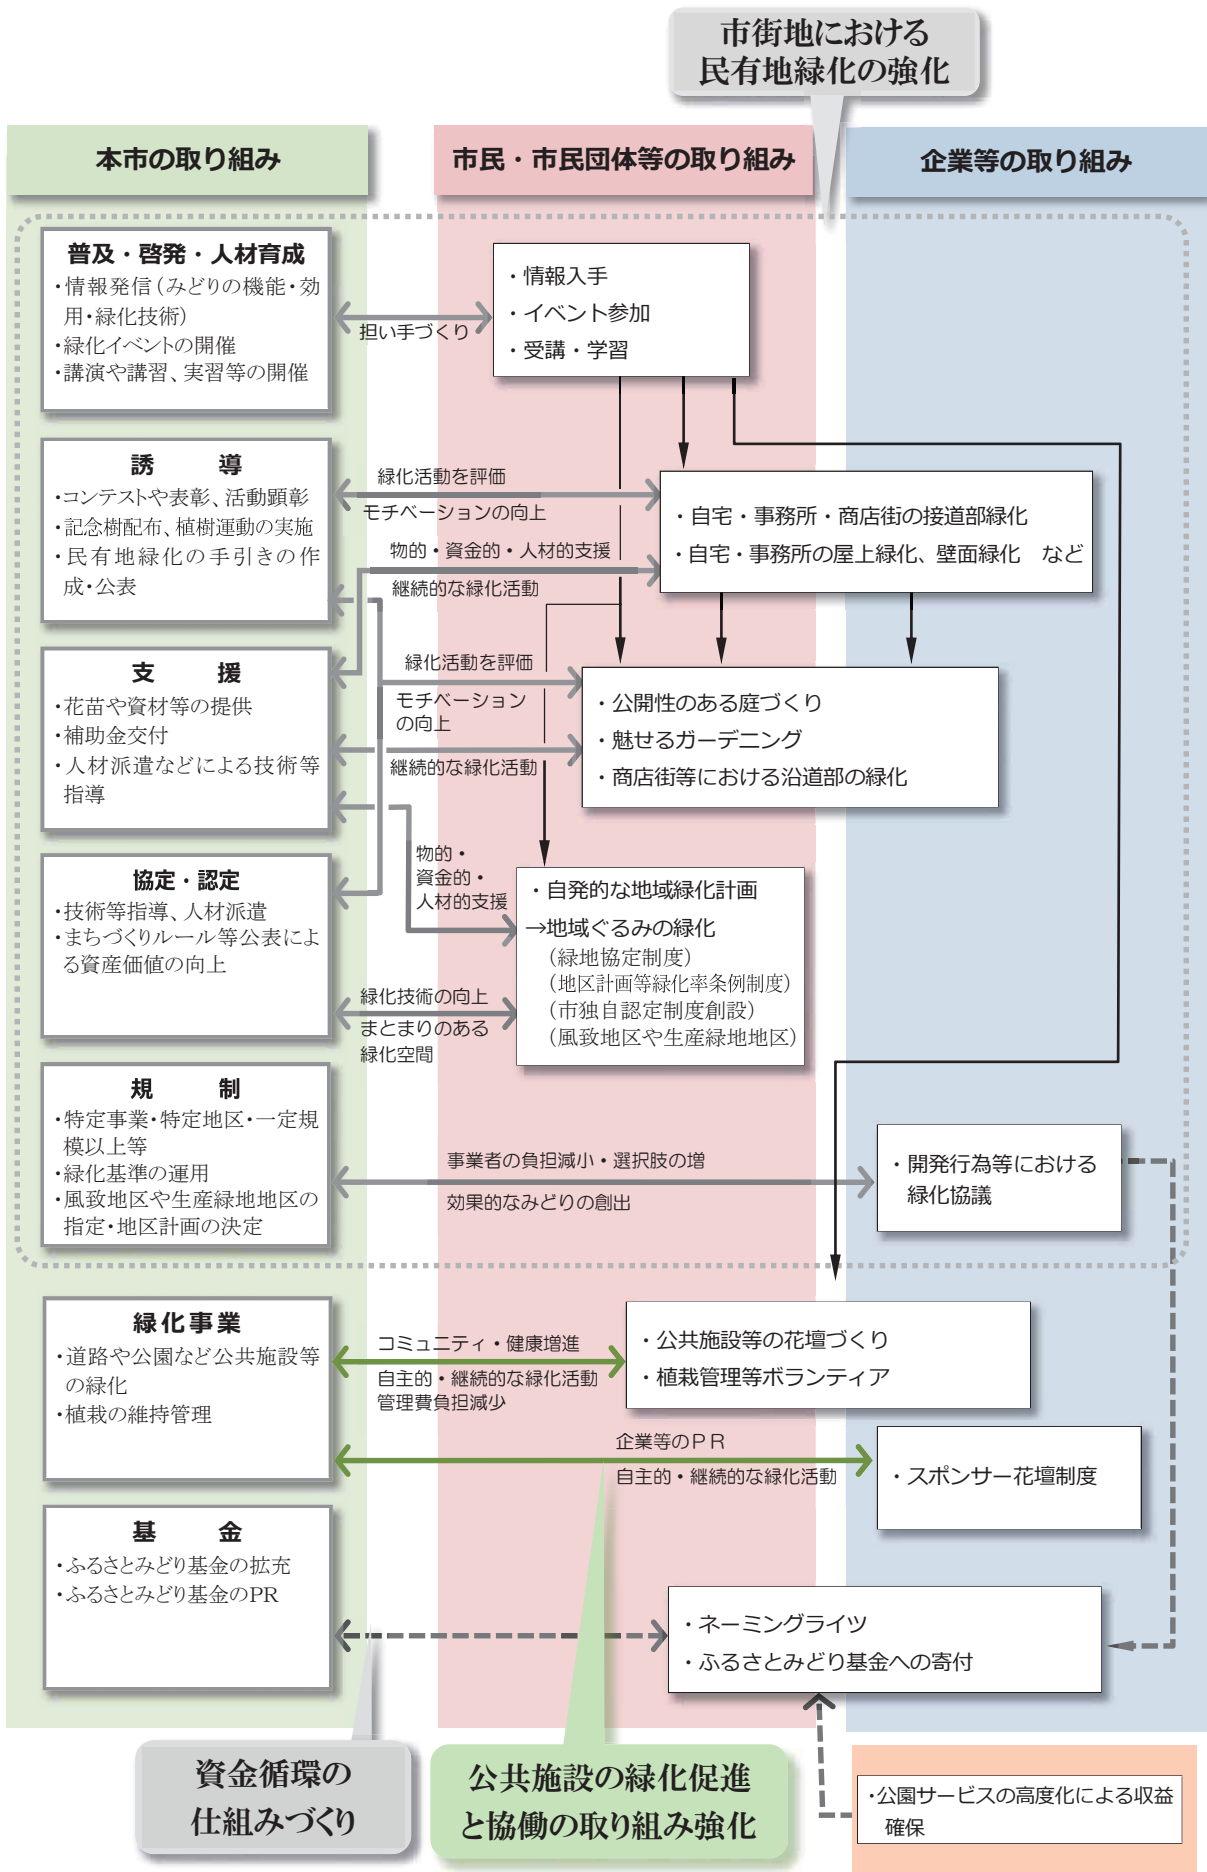 市街地における
民有地緑化の強化
本市の取り組み
市民・市民団体等の取り組み
企業等の取り組み
普及・啓発・人材育成
・情報発信（みどりの機能・効
用・緑化技術）
・緑化イベントの開催
・講演や講習、実習等の開催
担い手づくり
・情報入手
・イベント参加
・受講・学習
誘　導
・コンテストや表彰、活動顕彰
・記念樹配布、植樹運動の実施
・民有地緑化の手引きの作
成・公表
緑化活動を評価
モチベーションの向上
物的・資金的・人材的支援
継続的な緑化活動
・自宅・事務所・商店街の接道部緑化
・自宅・事務所の屋上緑化、壁面緑化　など
支　援
・花苗や資材等の提供
・補助金交付
・人材派遣などによる技術等
指導
緑化活動を評価
モチベーション
の向上
継続的な緑化活動
・公開性のある庭づくり
・魅せるガーデニング
・商店街等における沿道部の緑化
物的・
資金的・
人材的支援
協定・認定
・技術等指導、人材派遣
・まちづくりルール等公表によ
る資産価値の向上
緑化技術の向上
まとまりのある
緑化空間
・自発的な地域緑化計画
→地域ぐるみの緑化
（緑地協定制度）
（地区計画等緑化率条例制度）
（市独自認定制度創設）
（風致地区や生産緑地地区）
規　制
・特定事業・特定地区・一定規
模以上等
・緑化基準の運用
・風致地区や生産緑地地区の
指定・地区計画の決定
事業者の負担減小・選択肢の増
効果的なみどりの創出
・開発行為等における
緑化協議
緑化事業
・道路や公園など公共施設等
の緑化
・植栽の維持管理
コミュニティ・健康増進
自主的・継続的な緑化活動
管理費負担減少
・公共施設等の花壇づくり
・植栽管理等ボランティア
企業等のＰＲ
自主的・継続的な緑化活動
・スポンサー花壇制度
基　金
・ふるさとみどり基金の拡充
・ふるさとみどり基金のPR
・ネーミングライツ
・ふるさとみどり基金への寄付
資金循環の
仕組みづくり
公共施設の緑化促進
と協働の取り組み強化
・公園サービスの高度化による収益
確保